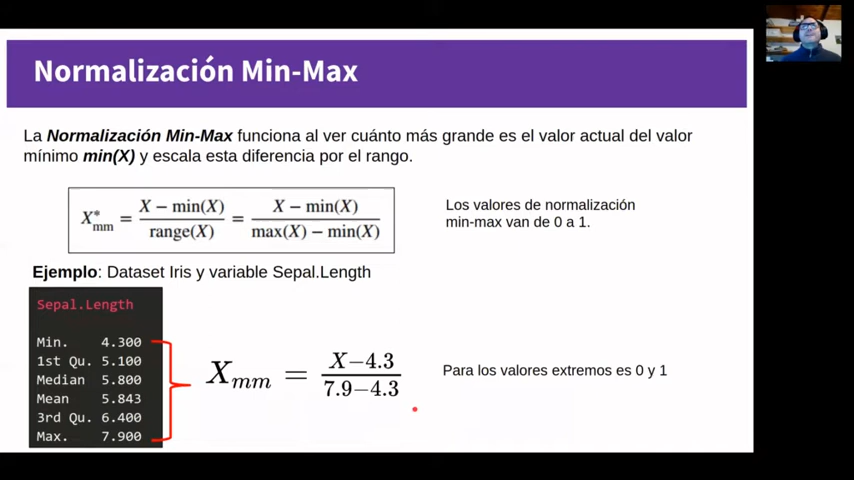 Normalización Min-Max
La Normalización Min-Max funciona al ver cuánto más grande es el valor actual del valor
mínimo min(X) y escala esta diferencia por el rango.
X*mm = X − min(X) / range(X) = X − min(X) / max(X) − min(X)
Los valores de normalización
min-max van de 0 a 1.
Ejemplo: Dataset Iris y variable Sepal.Length
Sepal.Length
Min. 4.300
1st Qu. 5.100
Median 5.800
Mean 5.843
3rd Qu. 6.400
Max. 7.900
Xmm = X−4.3 / 7.9−4.3
Para los valores extremos es 0 y 1